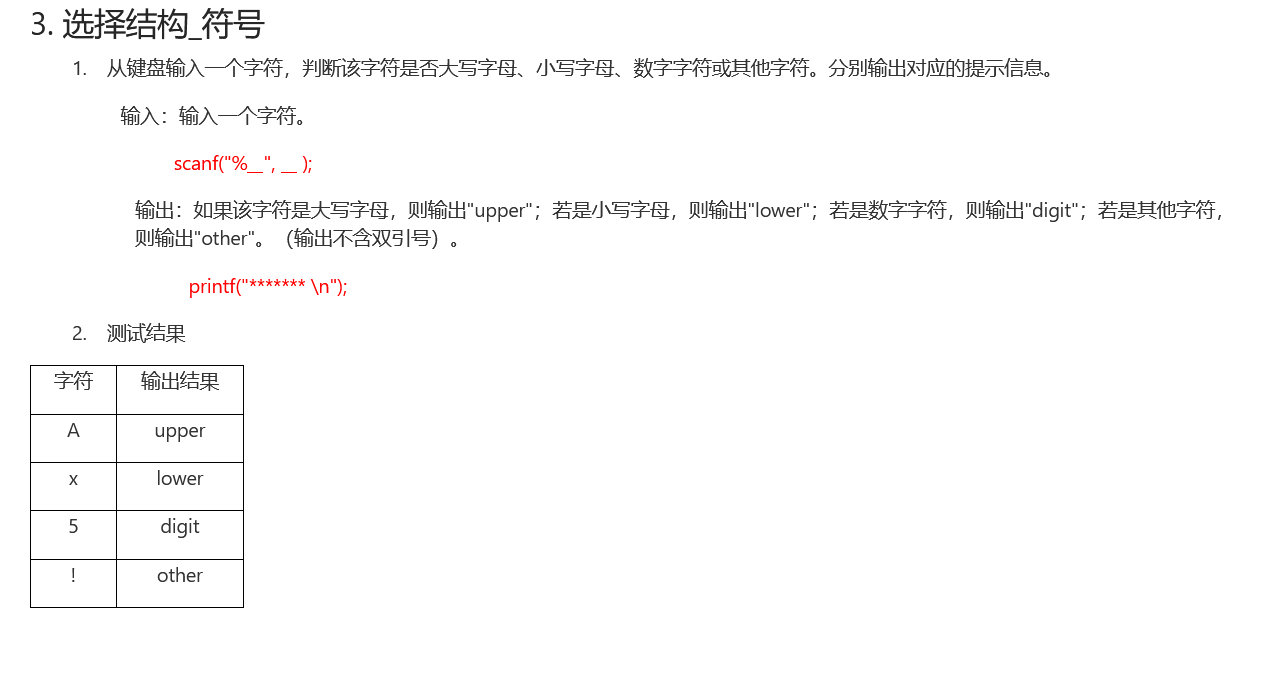 3. 选择结构_符号
1. 从键盘输入一个字符，判断该字符是否大写字母、小写字母、数字字符或其他字符。分别输出对应的提示信息。
输入：输入一个字符。
scanf("%__", __ );
输出：如果该字符是大写字母，则输出"upper"；若是小写字母，则输出"lower"；若是数字字符，则输出"digit"；若是其他字符，
则输出"other"。（输出不含双引号）。
printf("******* \n");
2. 测试结果
字符 输出结果
A upper
x lower
5 digit
! other